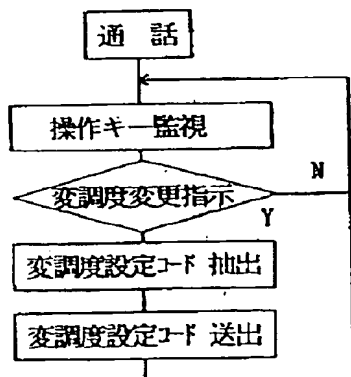 通 話
操作キー監視
変調度変更指示
N
Y
変調度設定コード 抽出
変調度設定コード 送出